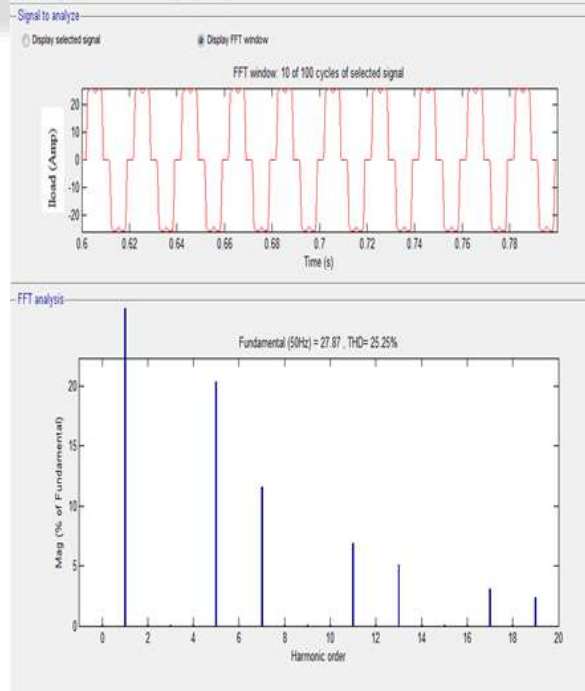 Signal to analyze
Display selected signal Display FFT window
FFT window: 10 of 100 cycles of selected signal
Iload (Amp)
20
10
0
-10
-20
0.6 0.62 0.64 0.66 0.68 0.7 0.72 0.74 0.76 0.78
Time (s)
FFT analysis
Fundamental (50Hz) = 27.87 , THD= 25.25%
Mag (% of Fundamental)
20
15
10
5
0
0 2 4 6 8 10 12 14 16 18 20
Harmonic order